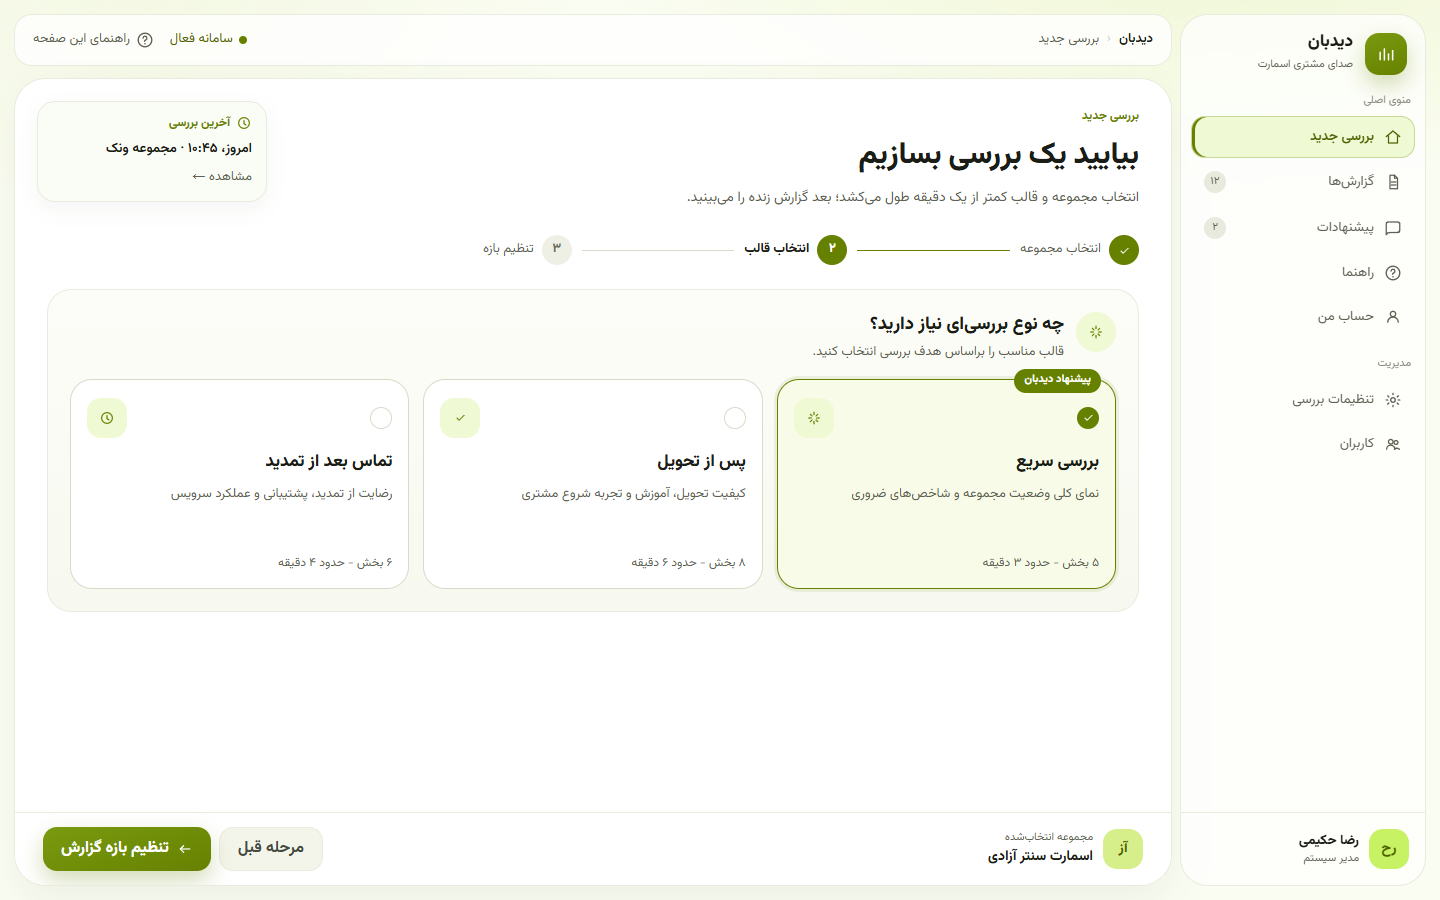 دیدبان
صدای مشتری اسمارت
منوی اصلی
بررسی جدید
گزارش‌ها
۱۲
پیشنهادات
۲
راهنما
حساب من
مدیریت
تنظیمات بررسی
کاربران
رح
رضا حکیمی
مدیر سیستم
دیدبان › بررسی جدید
سامانه فعال
راهنمای این صفحه
بررسی جدید
بیایید یک بررسی بسازیم
انتخاب مجموعه و قالب کمتر از یک دقیقه طول می‌کشد؛ بعد گزارش زنده را می‌بینید.
آخرین بررسی
امروز، ۱۰:۴۵ · مجموعه ونک
مشاهده ←
انتخاب مجموعه
۲ انتخاب قالب
۳ تنظیم بازه
چه نوع بررسی‌ای نیاز دارید؟
قالب مناسب را براساس هدف بررسی انتخاب کنید.
پیشنهاد دیدبان
بررسی سریع
نمای کلی وضعیت مجموعه و شاخص‌های ضروری
۵ بخش - حدود ۳ دقیقه
پس از تحویل
کیفیت تحویل، آموزش و تجربه شروع مشتری
۸ بخش - حدود ۶ دقیقه
تماس بعد از تمدید
رضایت از تمدید، پشتیبانی و عملکرد سرویس
۶ بخش - حدود ۴ دقیقه
آز
مجموعه انتخاب‌شده
اسمارت سنتر آزادی
مرحله قبل
← تنظیم بازه گزارش